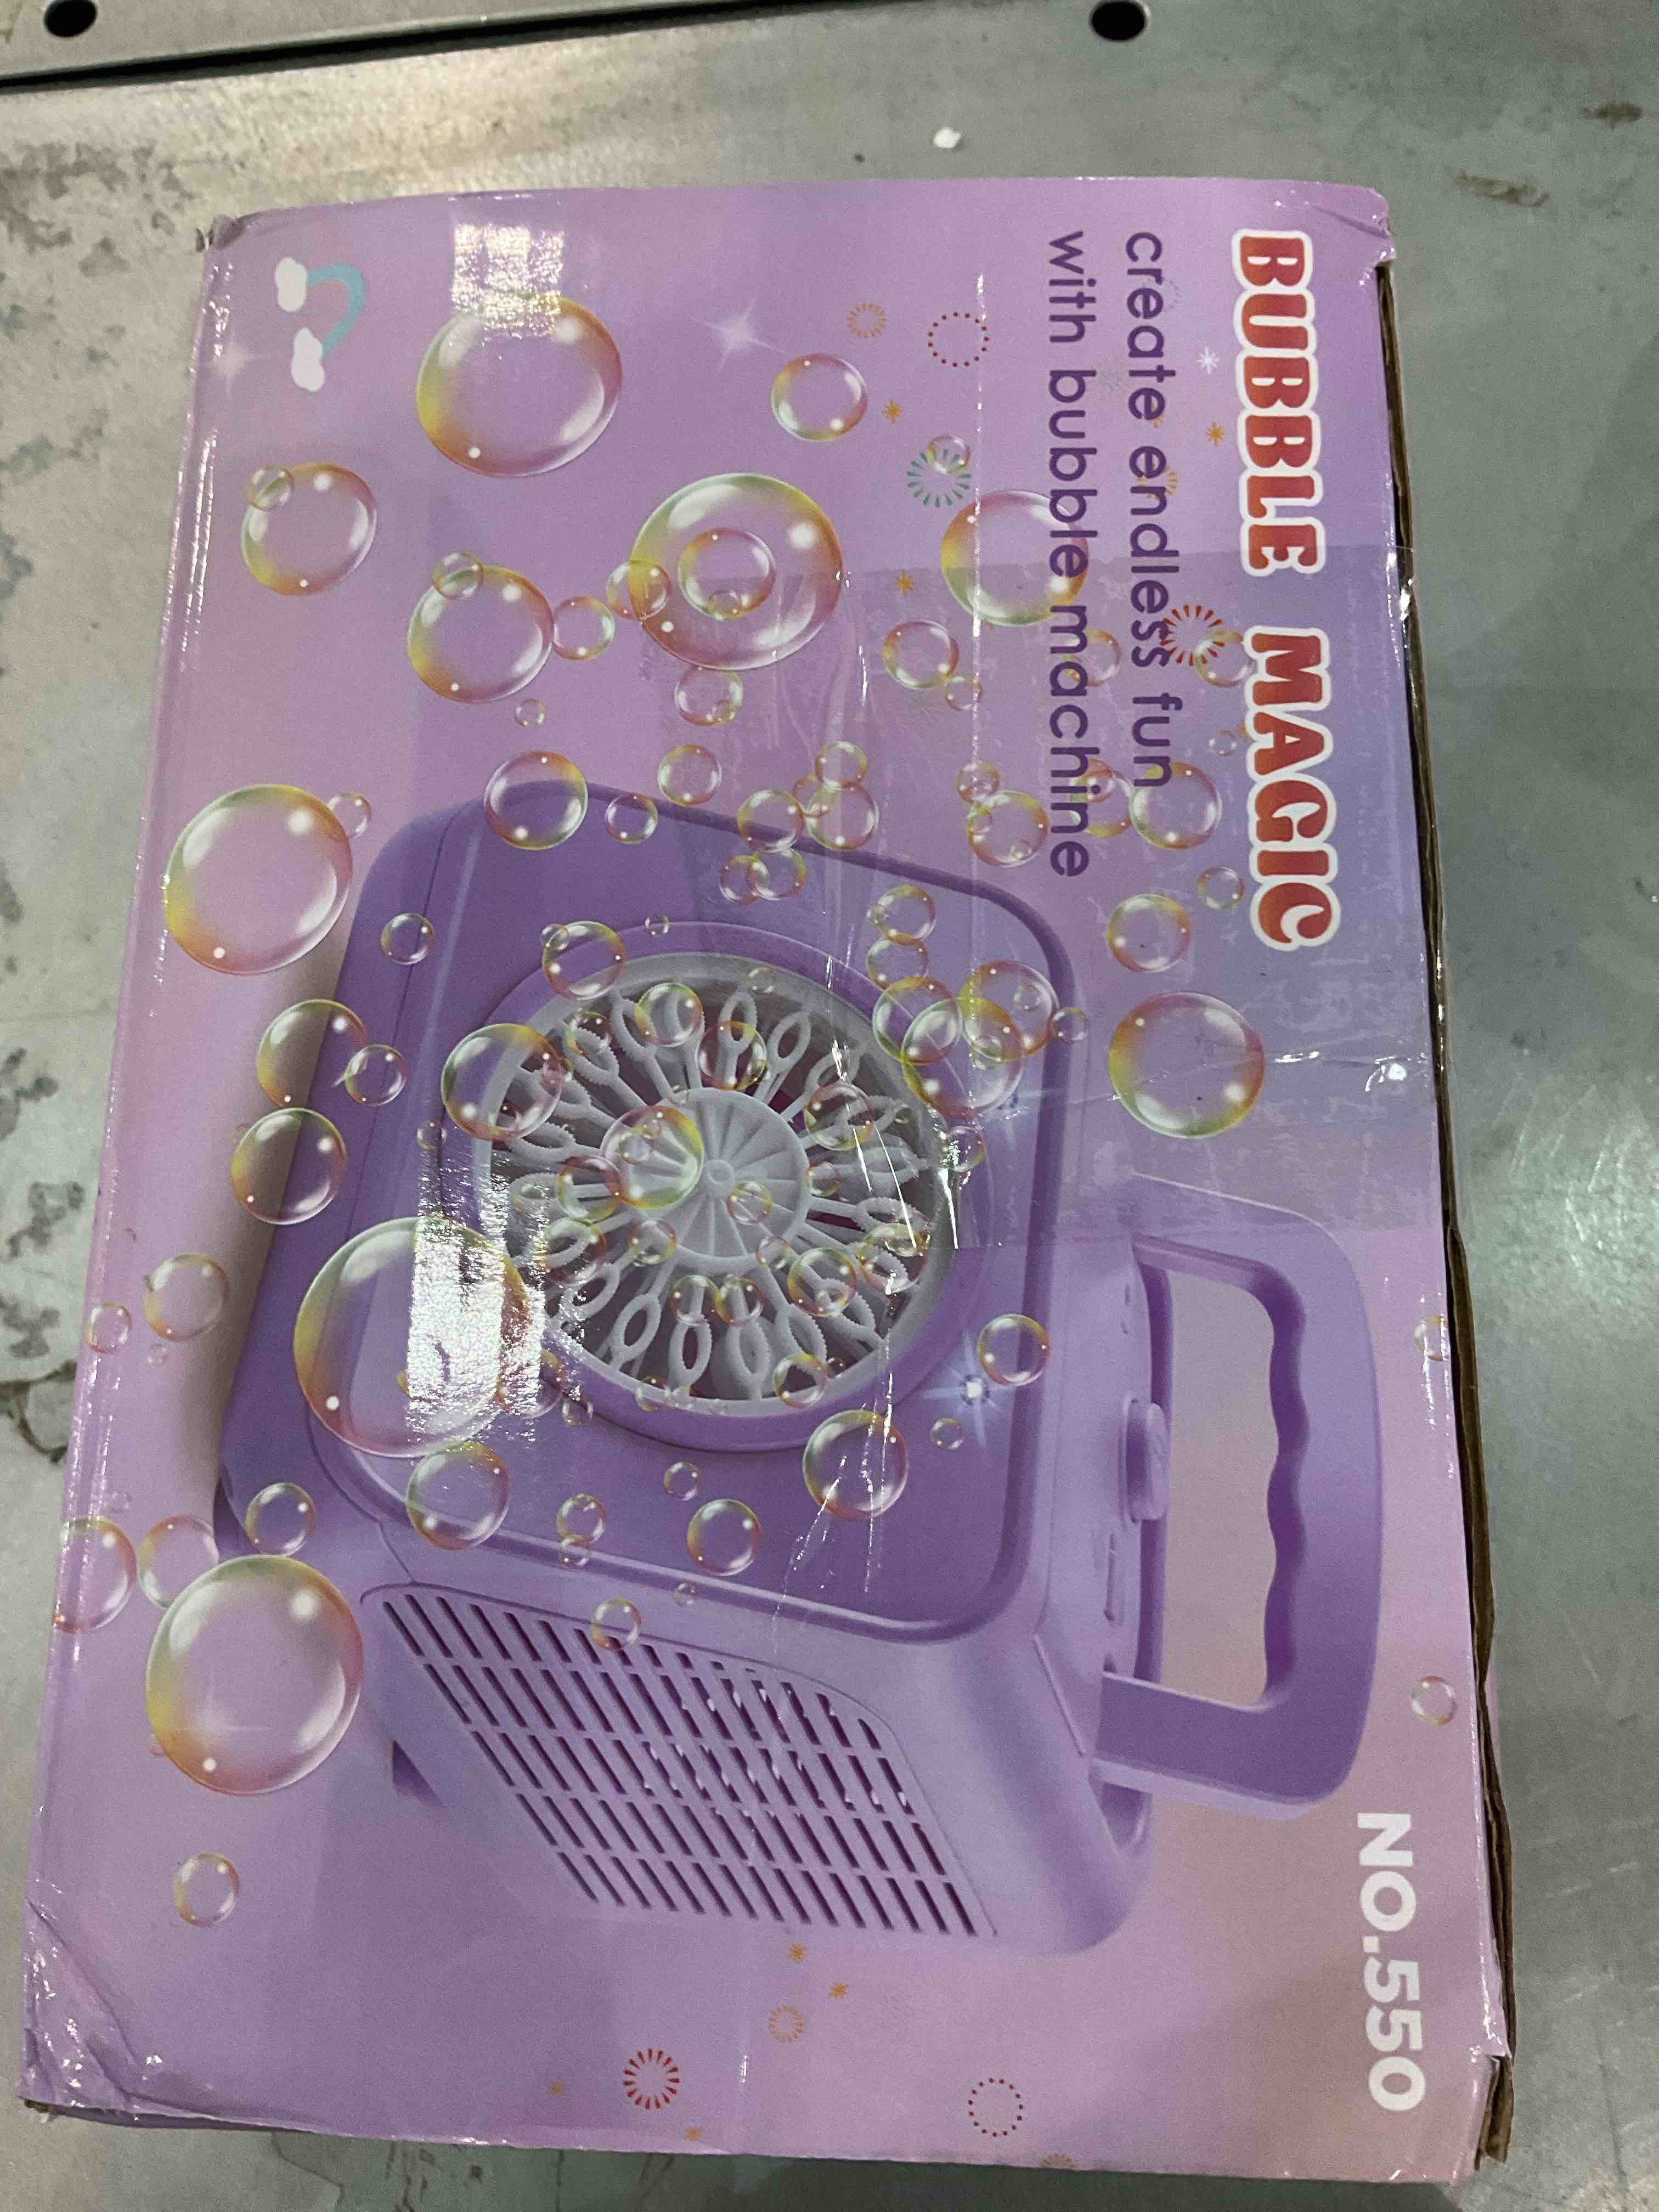 BUBBLE MAGIC
create endless fun
with bubble machine
NO.550